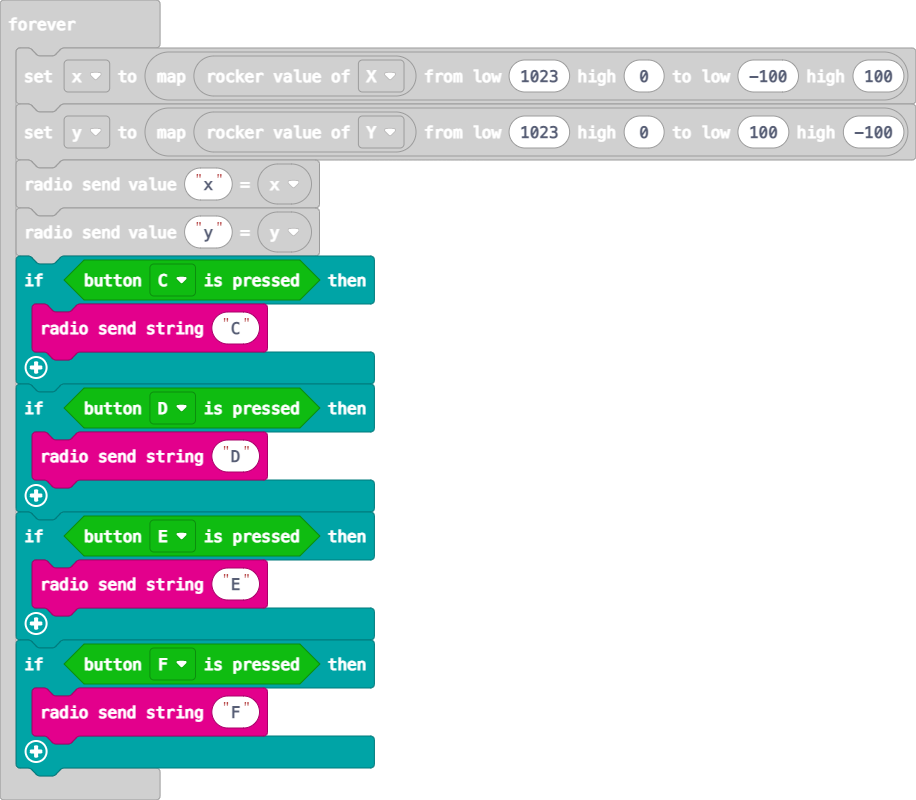 forever
set x to map rocker value of X from low 1023 high 0 to low -100 high 100
set y to map rocker value of Y from low 1023 high 0 to low 100 high -100
radio send value "x" = x
radio send value "y" = y
if button C is pressed then
radio send string "C"
if button D is pressed then
radio send string "D"
if button E is pressed then
radio send string "E"
if button F is pressed then
radio send string "F"